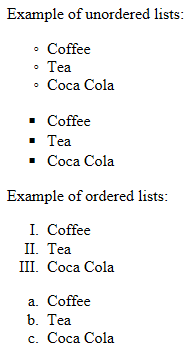 Example of unordered lists:
◦ Coffee
◦ Tea
◦ Coca Cola
▪ Coffee
▪ Tea
▪ Coca Cola
Example of ordered lists:
I. Coffee
II. Tea
III. Coca Cola
a. Coffee
b. Tea
c. Coca Cola